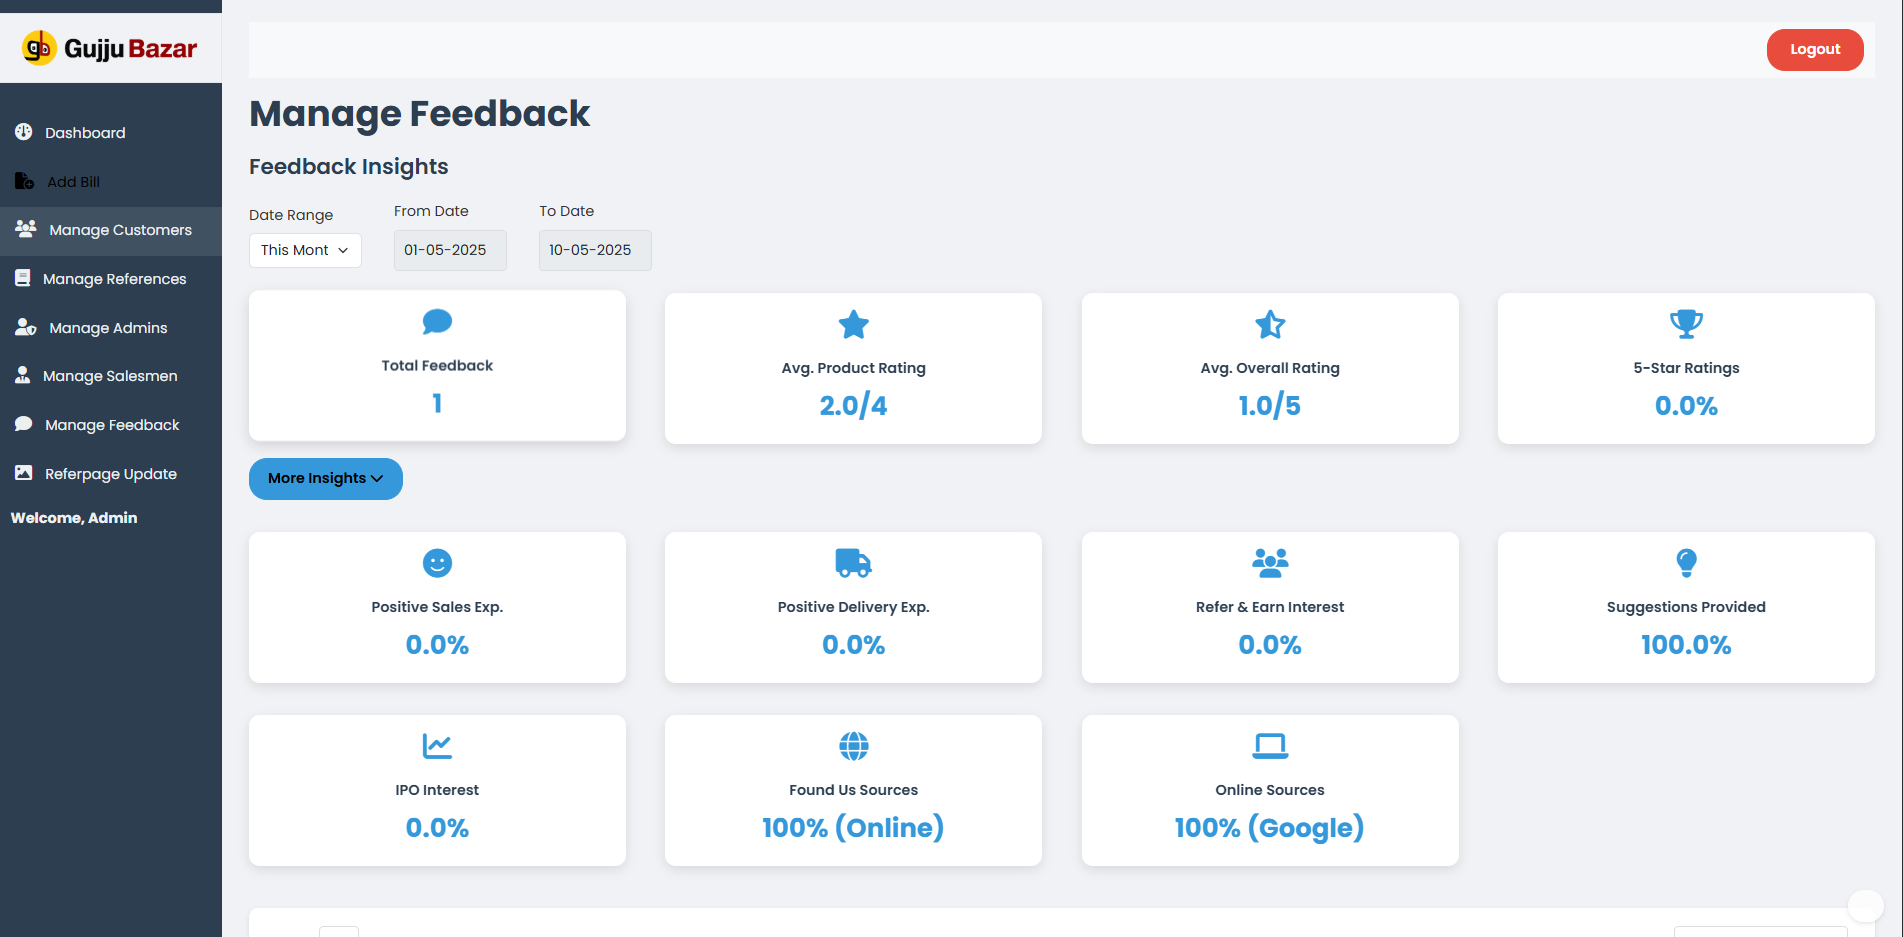 Gujju Bazar
Logout
Dashboard
Add Bill
Manage Customers
Manage References
Manage Admins
Manage Salesmen
Manage Feedback
Referpage Update
Welcome, Admin
Manage Feedback
Feedback Insights
Date Range
From Date
To Date
This Mont
01-05-2025
10-05-2025
Total Feedback
1
Avg. Product Rating
2.0/4
Avg. Overall Rating
1.0/5
5-Star Ratings
0.0%
More Insights
Positive Sales Exp.
0.0%
Positive Delivery Exp.
0.0%
Refer & Earn Interest
0.0%
Suggestions Provided
100.0%
IPO Interest
0.0%
Found Us Sources
100% (Online)
Online Sources
100% (Google)